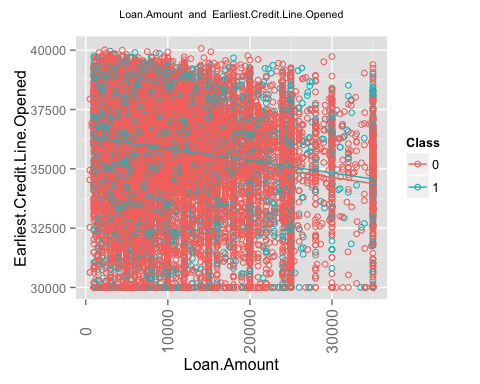 Loan.Amount and Earliest.Credit.Line.Opened
Earliest.Credit.Line.Opened
40000
37500
35000
32500
30000
0
10000
20000
30000
Loan.Amount
Class
0
1